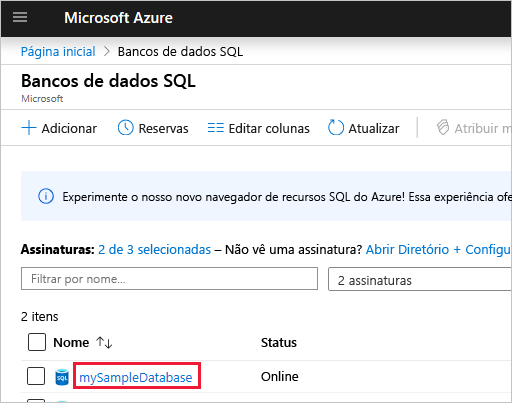 Microsoft Azure
Página inicial > Bancos de dados SQL
Bancos de dados SQL
Microsoft
Adicionar Reservas Editar colunas Atualizar Atribuir m
Experimente o nosso novo navegador de recursos SQL do Azure! Essa experiência ofe
Assinaturas: 2 de 3 selecionadas – Não vê uma assinatura? Abrir Diretório + Configu
Filtrar por nome... 2 assinaturas
2 itens
Nome ↑↓ Status
SQL mySampleDatabase Online